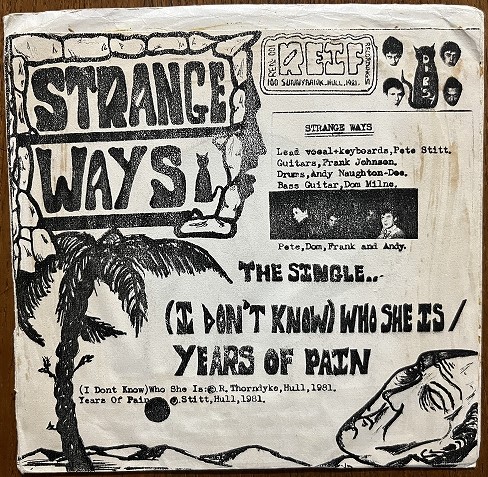 STRANGE
WAYS
REIF
100 SUNNYBANK.HULL.1981.
STRANGE WAYS
Lead vocal+keyboards,Pete Stitt.
Guitars,Frank Johnson.
Drums,Andy Naughton-Doe.
Bass Guitar,Dom Milne.
Pete,Dom,Frank and Andy.
THE SINGLE..
(I DON'T KNOW) WHO SHE IS /
YEARS OF PAIN
(I Dont Know)Who She Is:©.R.Thorndyke,Hull,1981.
Years Of Pain ©.Stitt,Hull,1981.